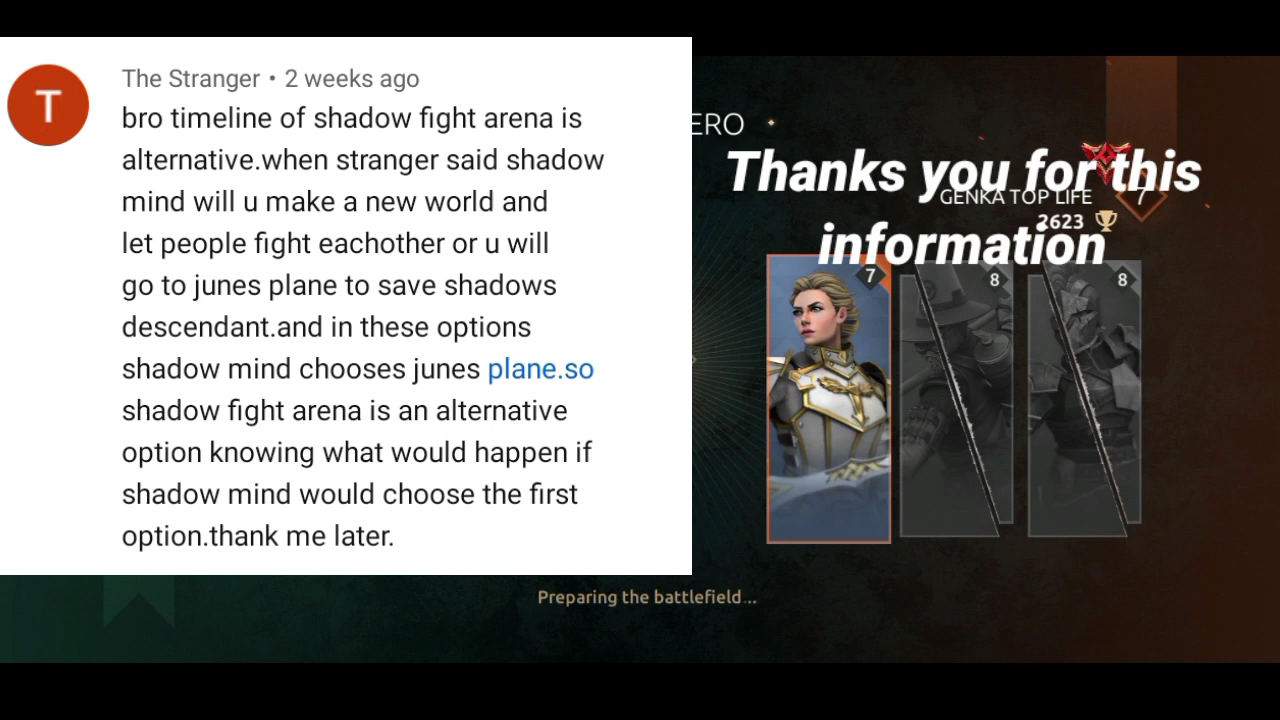 The Stranger • 2 weeks ago
bro timeline of shadow fight arena is
alternative.when stranger said shadow
mind will u make a new world and
let people fight eachother or u will
go to junes plane to save shadows
descendant.and in these options
shadow mind chooses junes plane.so
shadow fight arena is an alternative
option knowing what would happen if
shadow mind would choose the first
option.thank me later.
T
ERO
Thanks you for this
information
GENKA TOP LIFE
7
2623
7
8
8
Preparing the battlefield...